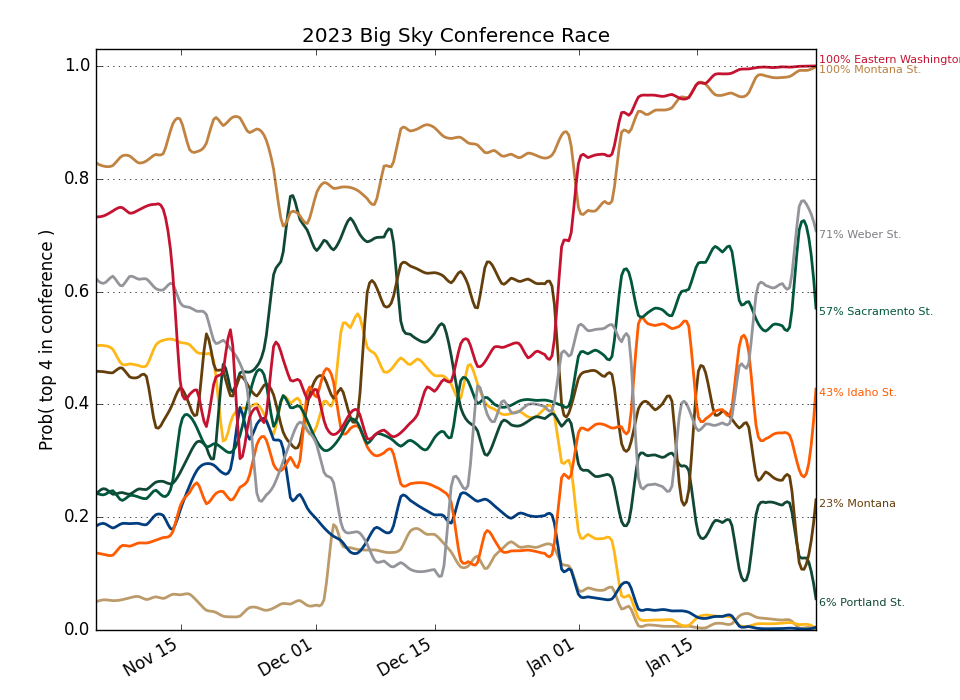 2023 Big Sky Conference Race
Prob( top 4 in conference )
1.0
0.8
0.6
0.4
0.2
0.0
Nov 15
Dec 01
Dec 15
Jan 01
Jan 15
100% Eastern Washington
100% Montana St.
71% Weber St.
57% Sacramento St.
43% Idaho St.
23% Montana
6% Portland St.